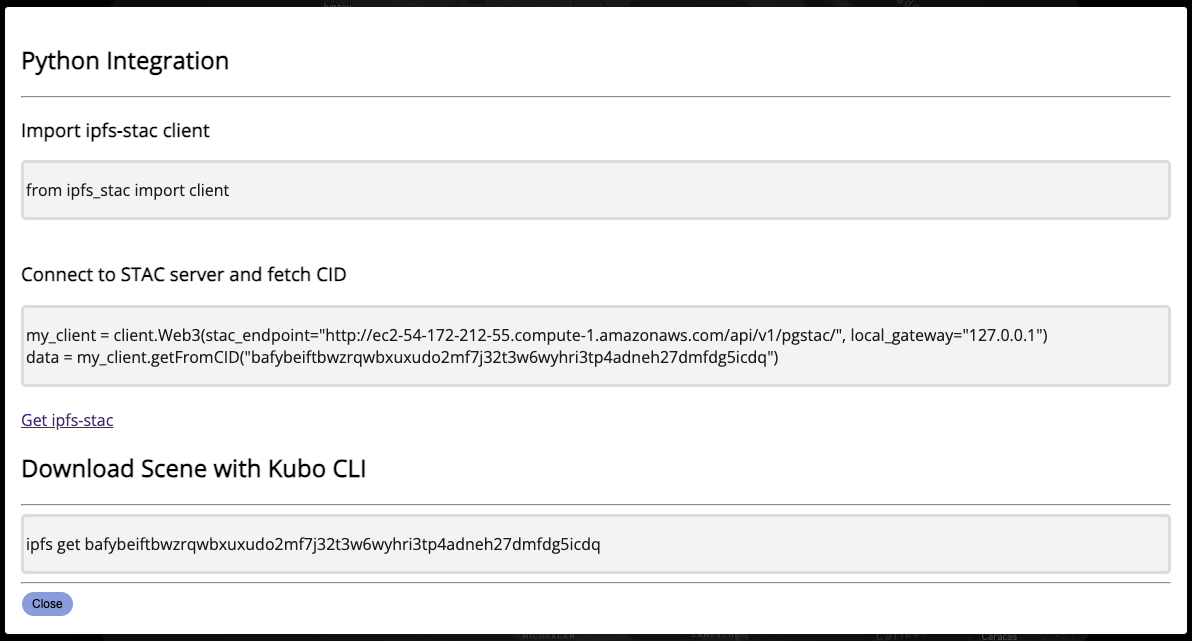 Python Integration
Import ipfs-stac client
from ipfs_stac import client
Connect to STAC server and fetch CID
my_client = client.Web3(stac_endpoint="http://ec2-54-172-212-55.compute-1.amazonaws.com/api/v1/pgstac/", local_gateway="127.0.0.1")
data = my_client.getFromCID("bafybeiftbwzrqwbxuxudo2mf7j32t3w6wyhri3tp4adneh27dmfdg5icdq")
Get ipfs-stac
Download Scene with Kubo CLI
ipfs get bafybeiftbwzrqwbxuxudo2mf7j32t3w6wyhri3tp4adneh27dmfdg5icdq
Close
Caracas